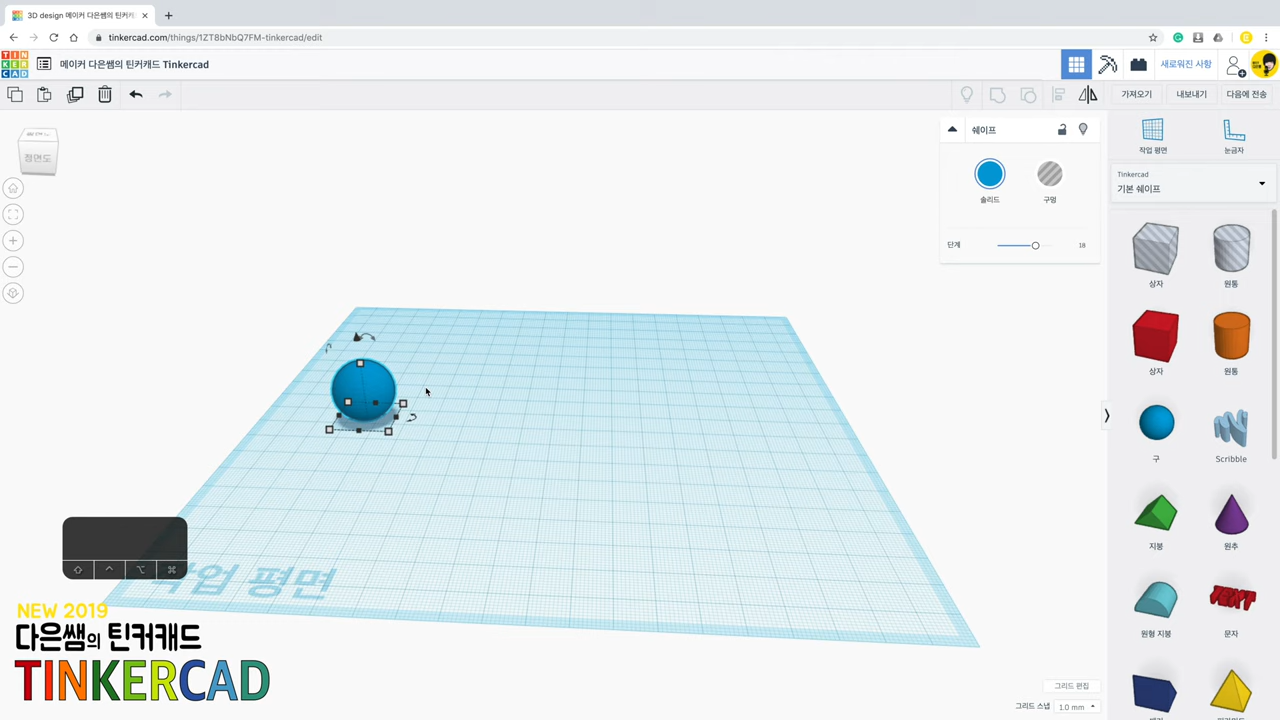 3D design 메이커 다은쌤의 틴커캐
tinkercad.com/things/1ZT8bNbQ7FM-tinkercad/edit
TIN
KER
CAD
메이커 다은쌤의 틴커캐드 Tinkercad
새로워진 사항
가져오기
내보내기
다음에 전송
정면도
쉐이프
솔리드
구멍
단계
18
작업 평면
눈금자
Tinkercad
기본 쉐이프
상자
원통
상자
원통
구
Scribble
지붕
원추
원형 지붕
TEXT
문자
작업 평면
NEW 2019
다은쌤의 틴커캐드
TINKERCAD
그리드 편집
그리드 스냅
1.0 mm